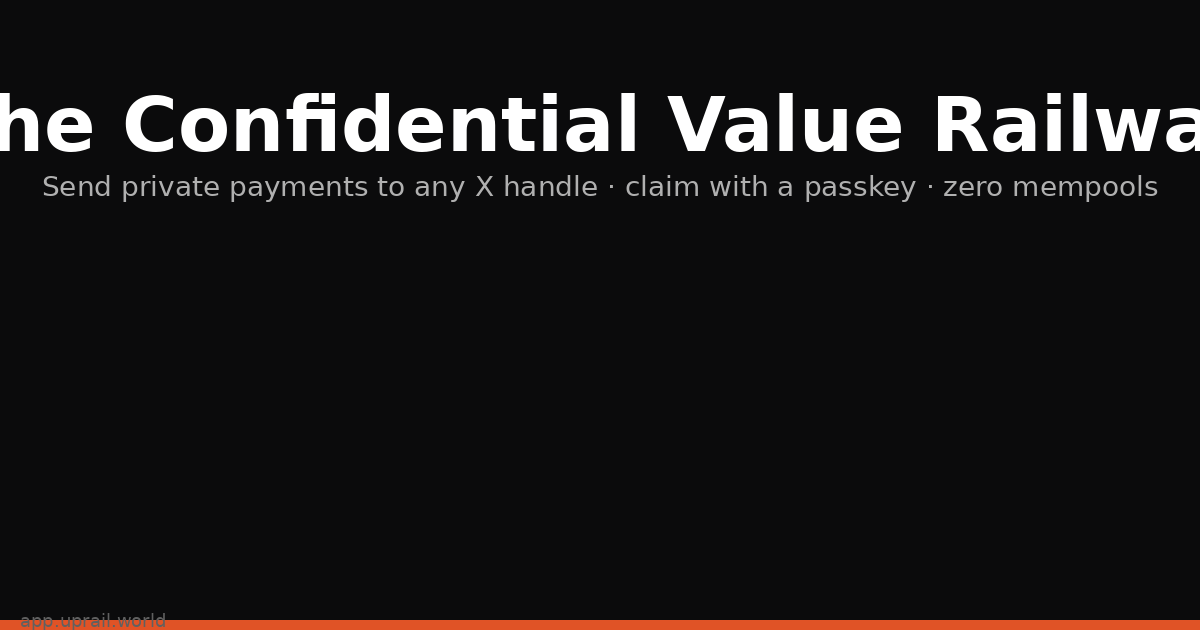 he Confidential Value Railwa
Send private payments to any X handle · claim with a passkey · zero mempools
app.uprail.world